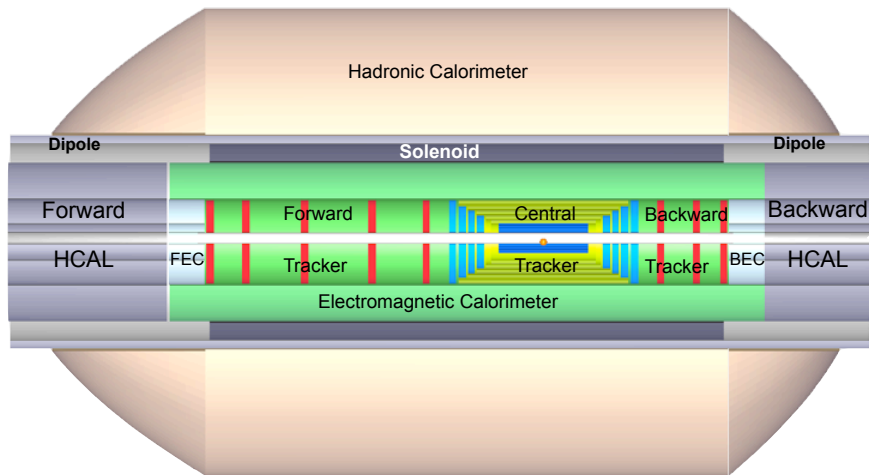 Hadronic Calorimeter
Dipole
Dipole
Solenoid
Forward
Forward
Central
Backward
Backward
HCAL
FEC
Tracker
Tracker
Tracker
BEC
HCAL
Electromagnetic Calorimeter